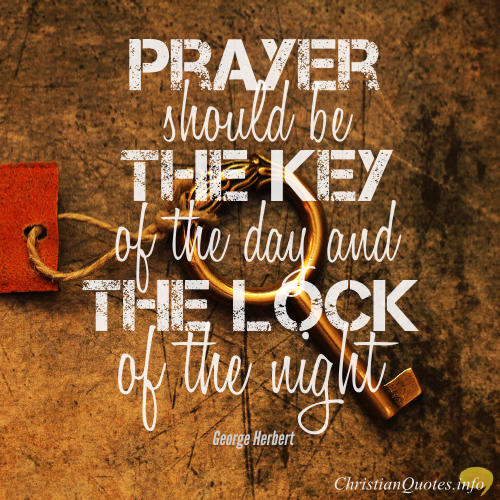 PRAYER
should be
THE KEY
of the day and
THE LOCK
of the night
George Herbert
ChristianQuotes.info